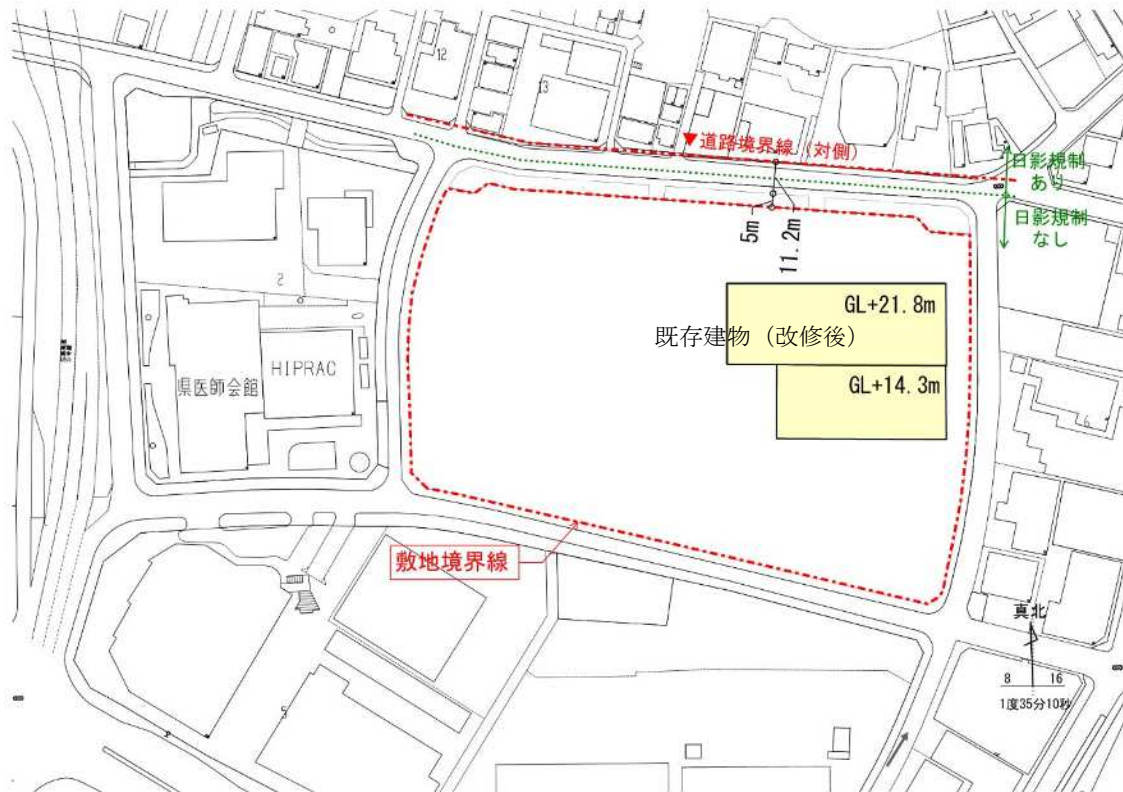 12
13
▼道路境界線（対側）
日影規制
あり
日影規制
なし
5m
11.2m
2
GL+21.8m
既存建物（改修後）
GL+14.3m
県医師会館
HIPRAC
6
敷地境界線
真北
8 16
1度35分10秒
5